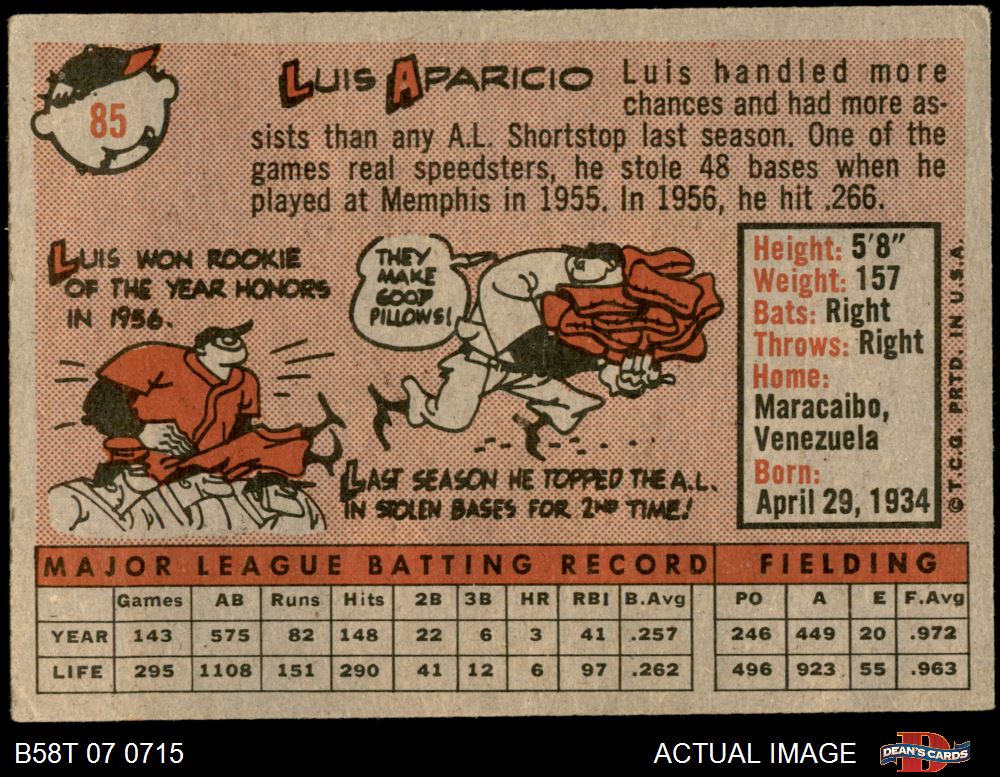 85
LUIS APARICIO
Luis handled more
chances and had more as-
sists than any A.L. Shortstop last season. One of the
games real speedsters, he stole 48 bases when he
played at Memphis in 1955. In 1956, he hit .266.
LUIS WON ROOKIE
OF THE YEAR HONORS
IN 1956.
THEY
MAKE
GOOD
PILLOWS!
LAST SEASON HE TOPPED THE A.L.
IN STOLEN BASES FOR 2ND TIME!
Height: 5'8"
Weight: 157
Bats: Right
Throws: Right
Home:
Maracaibo,
Venezuela
Born:
April 29, 1934
© T.C.G. PRTD. IN U.S.A.
MAJOR LEAGUE BATTING RECORD FIELDING
Games AB Runs Hits 2B 3B HR RBI B.Avg PO A E F.Avg
YEAR 143 575 82 148 22 6 3 41 .257 246 449 20 .972
LIFE 295 1108 151 290 41 12 6 97 .262 496 923 55 .963
B58T 07 0715
ACTUAL IMAGE
D
DEAN'S CARDS